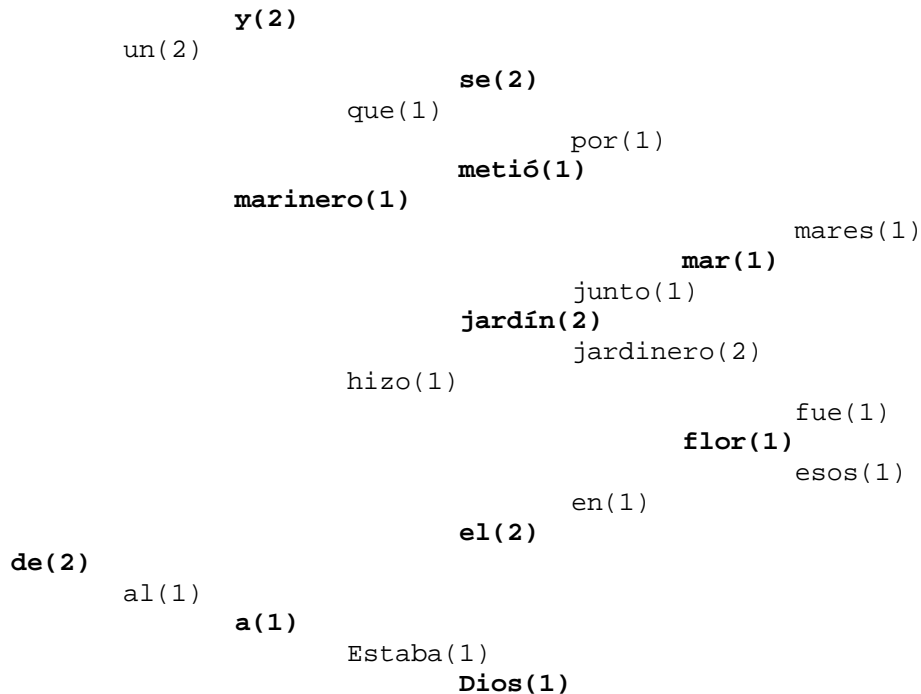 y(2)
un(2)
se(2)
que(1)
por(1)
metió(1)
marinero(1)
mares(1)
mar(1)
junto(1)
jardín(2)
jardinero(2)
hizo(1)
fue(1)
flor(1)
esos(1)
en(1)
el(2)
de(2)
al(1)
a(1)
Estaba(1)
Dios(1)